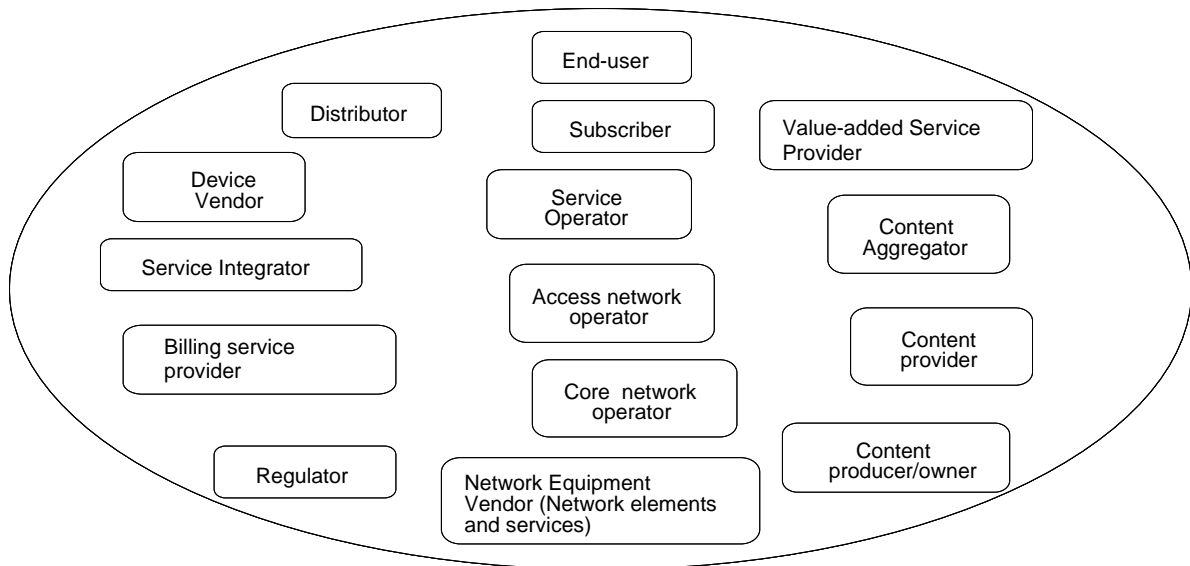 End-user
Distributor
Subscriber
Value-added Service
Provider
Device
Vendor
Service
Operator
Content
Aggregator
Service Integrator
Access network
operator
Billing service
provider
Content
provider
Core network
operator
Regulator
Network Equipment
Vendor (Network elements
and services)
Content
producer/owner